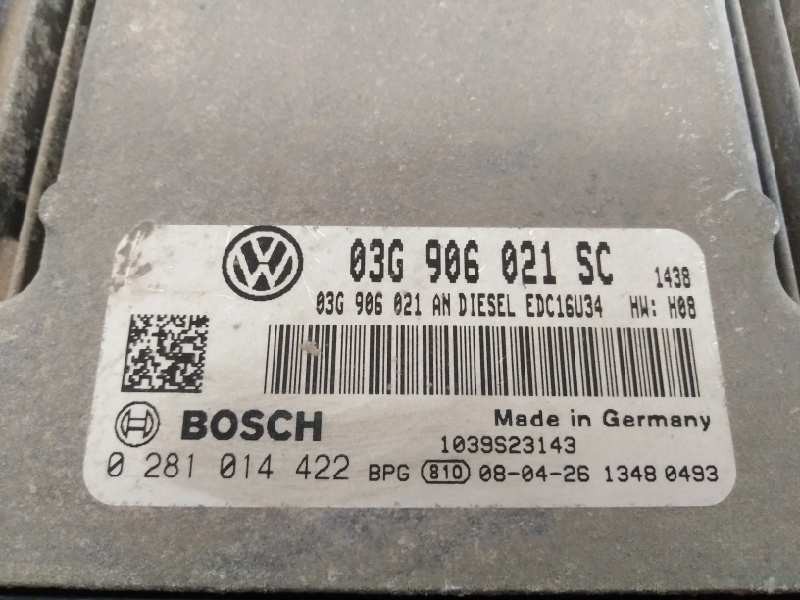 03G 906 021 SC 1438
03G 906 021 AN DIESEL EDC16U34 HW: H08
BOSCH Made in Germany
1039S23143
0 281 014 422 BPG 810 08-04-26 1348 0493